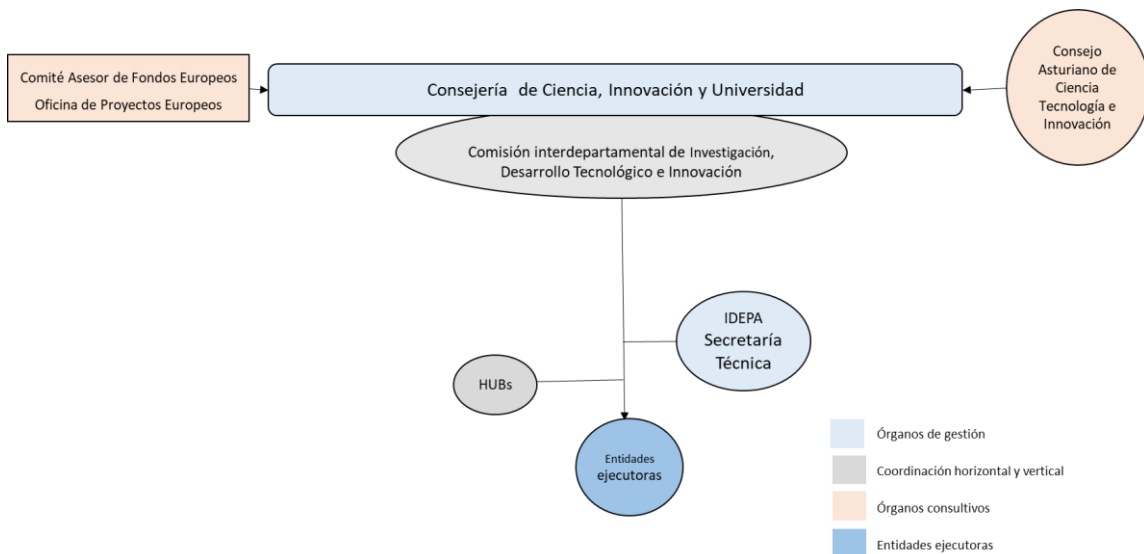 Comité Asesor de Fondos Europeos
Oficina de Proyectos Europeos
Consejería de Ciencia, Innovación y Universidad
Consejo
Asturiano de
Ciencia
Tecnología e
Innovación
Comisión interdepartamental de Investigación,
Desarrollo Tecnológico e Innovación
IDEPA
Secretaría
Técnica
HUBs
Entidades
ejecutoras
Órganos de gestión
Coordinación horizontal y vertical
Órganos consultivos
Entidades ejecutoras